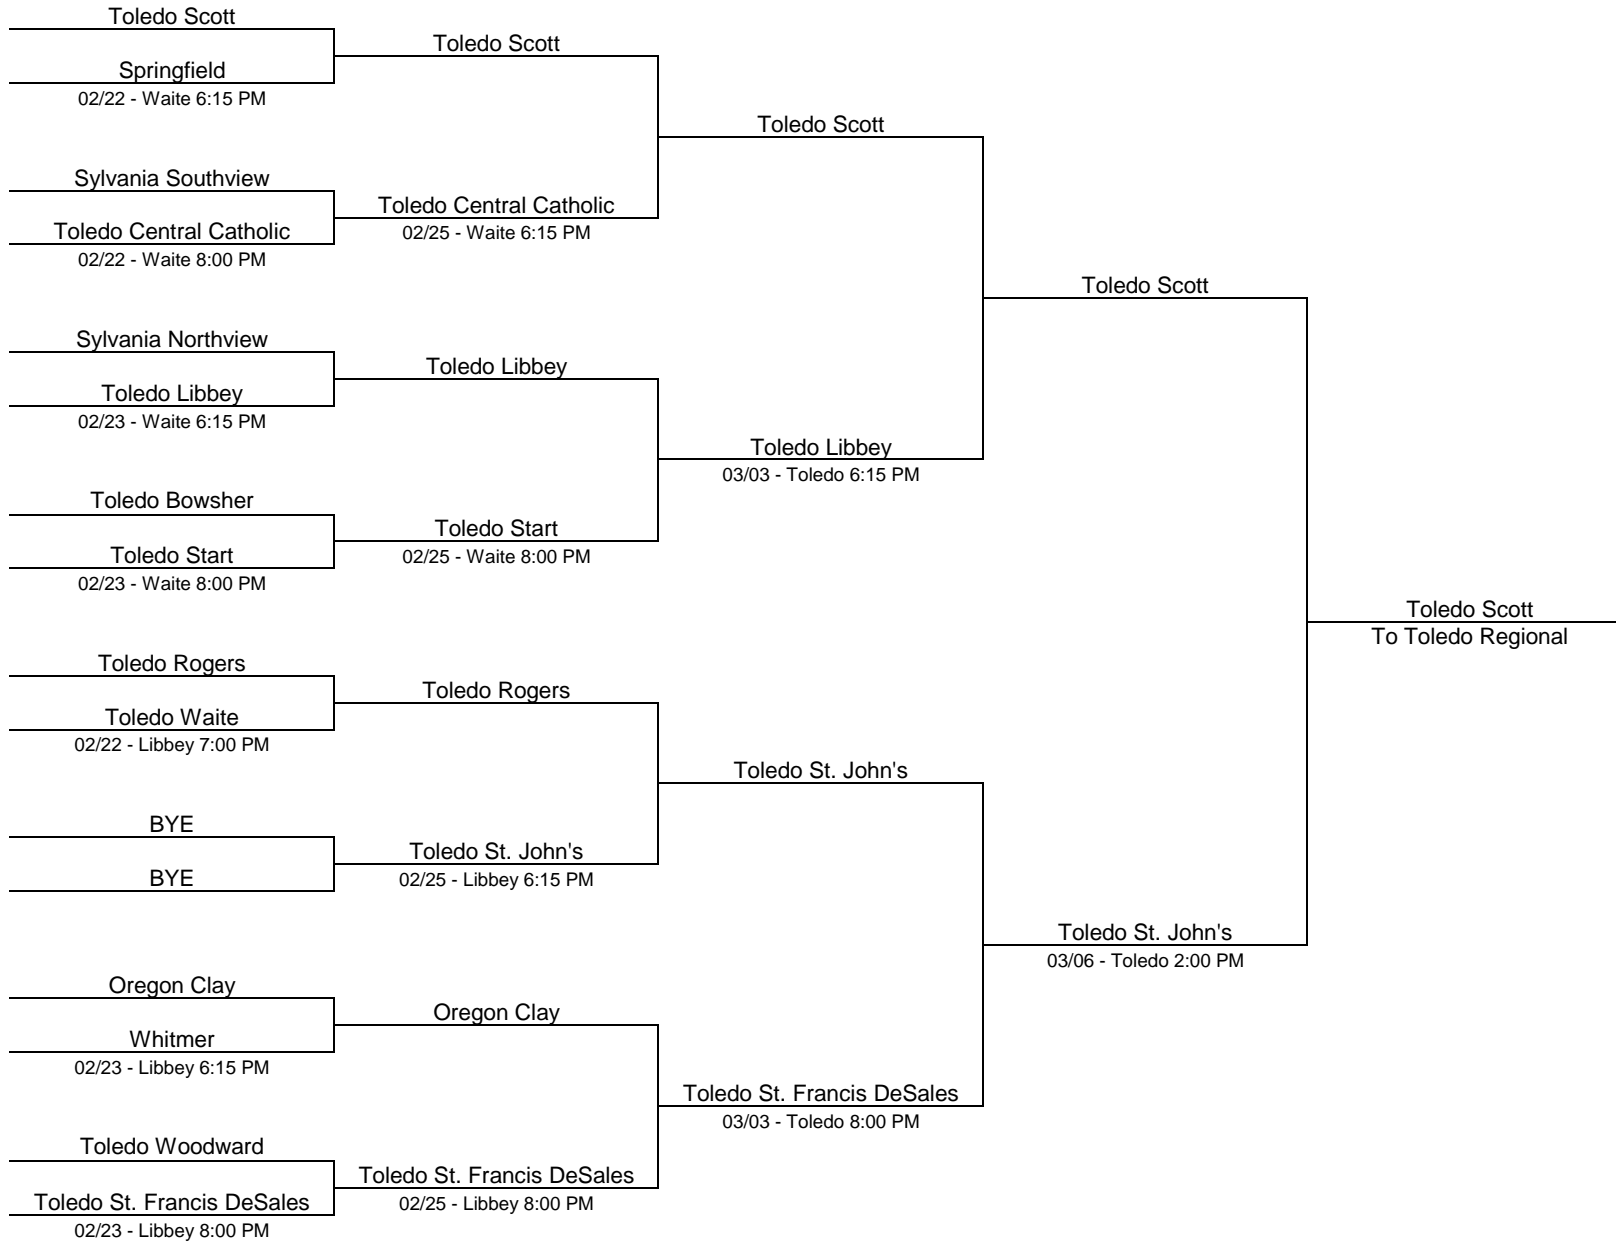 Toledo Scott
Springfield
02/22 - Waite 6:15 PM
Sylvania Southview
Toledo Central Catholic
02/22 - Waite 8:00 PM
Sylvania Northview
Toledo Libbey
02/23 - Waite 6:15 PM
Toledo Bowsher
Toledo Start
02/23 - Waite 8:00 PM
Toledo Rogers
Toledo Waite
02/22 - Libbey 7:00 PM
BYE
BYE
Oregon Clay
Whitmer
02/23 - Libbey 6:15 PM
Toledo Woodward
Toledo St. Francis DeSales
02/23 - Libbey 8:00 PM
Toledo Scott
Toledo Central Catholic
02/25 - Waite 6:15 PM
Toledo Libbey
Toledo Start
02/25 - Waite 8:00 PM
Toledo Rogers
Toledo St. John's
02/25 - Libbey 6:15 PM
Oregon Clay
Toledo St. Francis DeSales
02/25 - Libbey 8:00 PM
Toledo Scott
Toledo Libbey
03/03 - Toledo 6:15 PM
Toledo St. John's
Toledo St. Francis DeSales
03/03 - Toledo 8:00 PM
Toledo Scott
Toledo St. John's
03/06 - Toledo 2:00 PM
Toledo Scott
To Toledo Regional